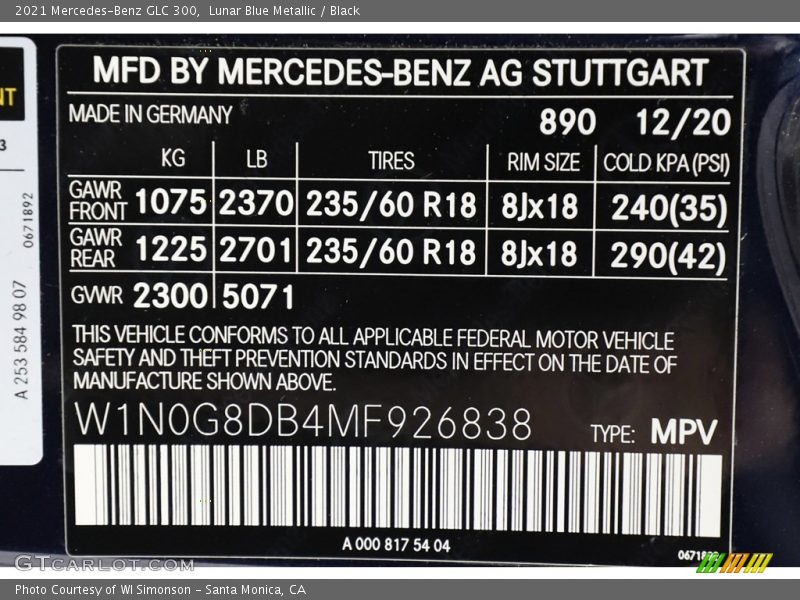 2021 Mercedes-Benz GLC 300,  Lunar Blue Metallic / Black
MFD BY MERCEDES-BENZ AG STUTTGART
MADE IN GERMANY 890 12/20
KG LB TIRES RIM SIZE COLD KPA(PSI)
GAWR FRONT 1075 2370 235/60 R18 8Jx18 240(35)
GAWR REAR 1225 2701 235/60 R18 8Jx18 290(42)
GVWR 2300 5071
THIS VEHICLE CONFORMS TO ALL APPLICABLE FEDERAL MOTOR VEHICLE
SAFETY AND THEFT PREVENTION STANDARDS IN EFFECT ON THE DATE OF
MANUFACTURE SHOWN ABOVE.
W1N0G8DB4MF926838 TYPE: MPV
A 000 817 54 04
A 253 584 98 07
0671892
GTCARLOT.COM
Photo Courtesy of WI Simonson - Santa Monica, CA